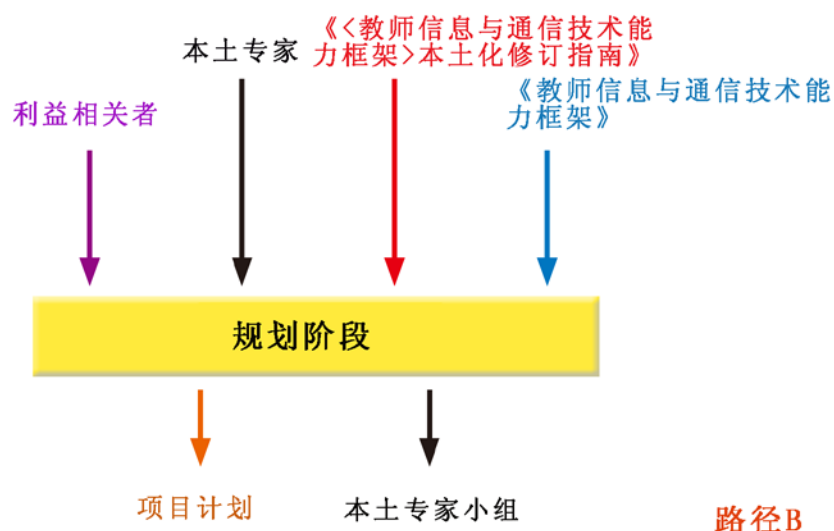 本土专家
《<教师信息与通信技术能
力框架>本土化修订指南》
利益相关者
《教师信息与通信技术能
力框架》
规划阶段
项目计划
本土专家小组
路径B